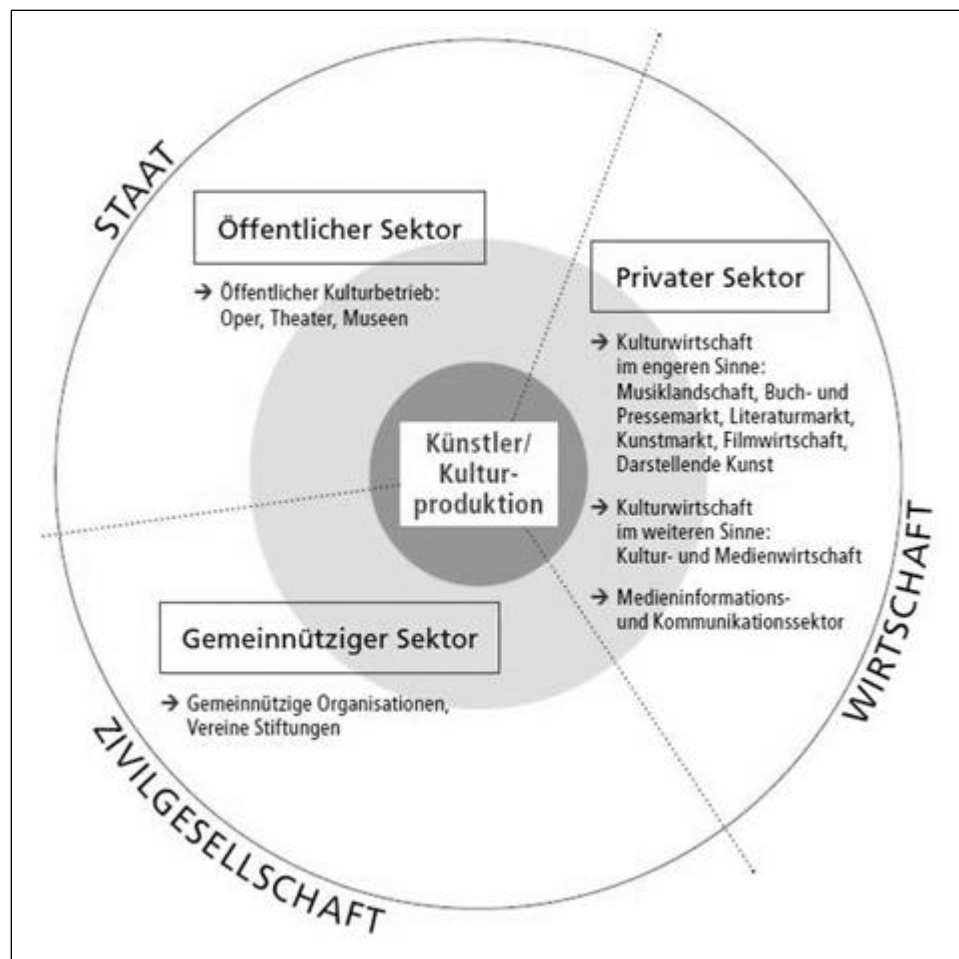 STAAT
Öffentlicher Sektor
→ Öffentlicher Kulturbetrieb:
Oper, Theater, Museen
Privater Sektor
→ Kulturwirtschaft
im engeren Sinne:
Musiklandschaft, Buch- und
Pressemarkt, Literaturmarkt,
Kunstmarkt, Filmwirtschaft,
Darstellende Kunst
→ Kulturwirtschaft
im weiteren Sinne:
Kultur- und Medienwirtschaft
→ Medieninformations-
und Kommunikationssektor
WIRTSCHAFT
Künstler/
Kultur-
produktion
Gemeinnütziger Sektor
→ Gemeinnützige Organisationen,
Vereine Stiftungen
ZIVILGESELLSCHAFT